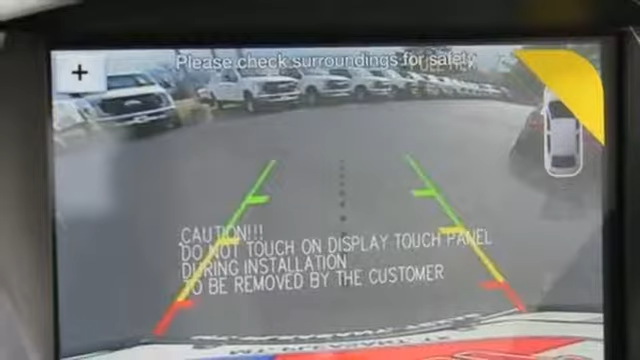 Please check surroundings for safety
+
CAUTION!!!
DO NOT TOUCH ON DISPLAY TOUCH PANEL
DURING INSTALLATION
TO BE REMOVED BY THE CUSTOMER